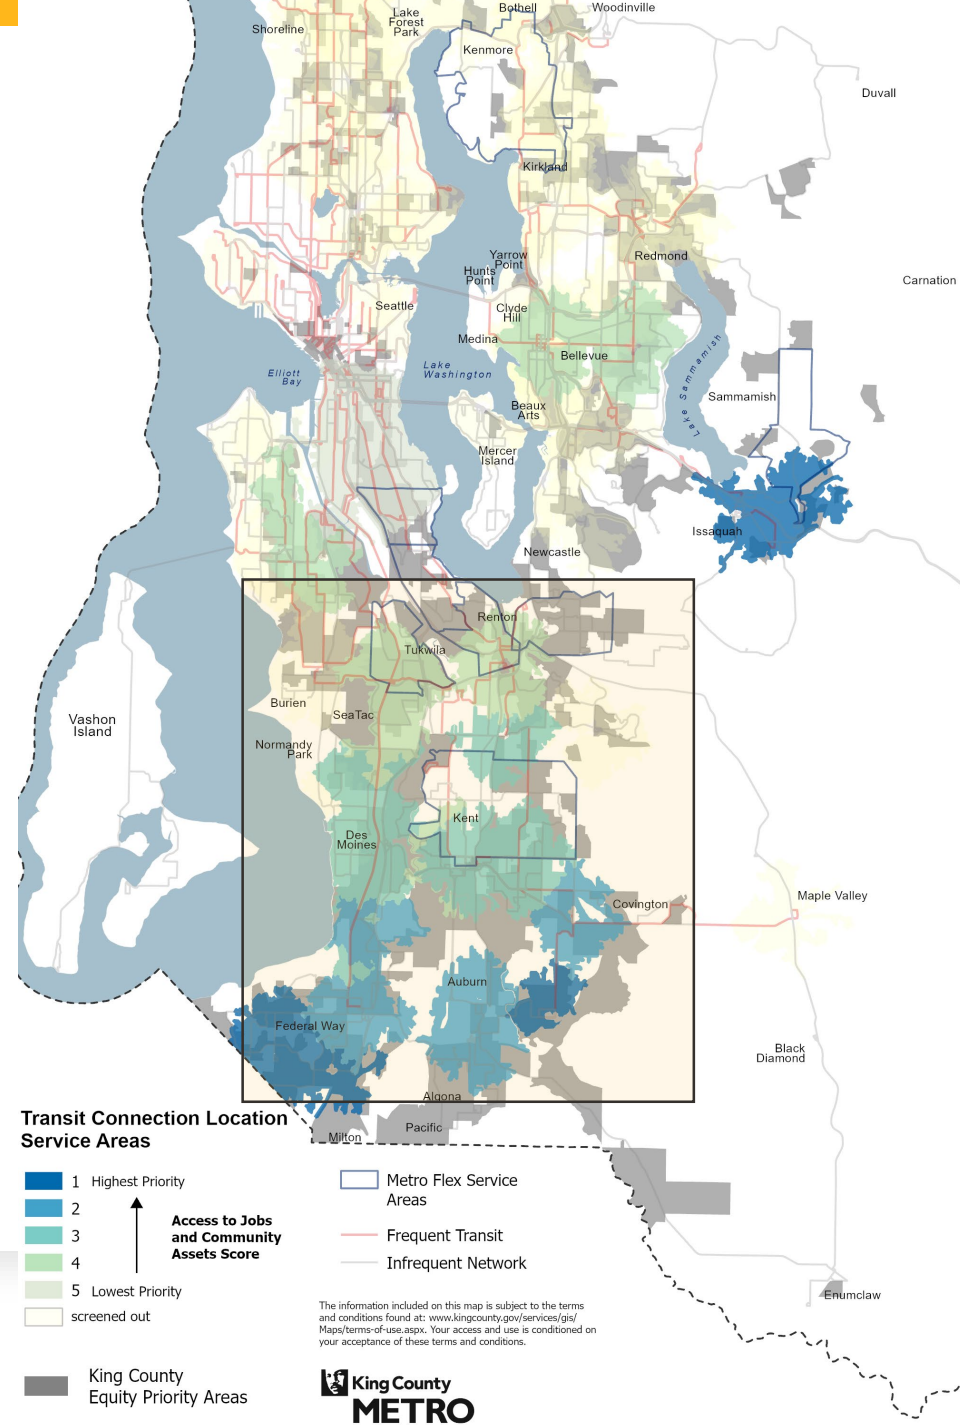 Bothell
Woodinville
Lake
Forest
Park
Shoreline
Kenmore
Duvall
Kirkland
Yarrow
Point
Redmond
Hunts
Point
Carnation
Seattle
Clyde
Hill
Medina
Bellevue
Elliott
Bay
Lake
Washington
Lake Sammamish
Sammamish
Beaux
Arts
Mercer
Island
Issaquah
Newcastle
Renton
Tukwila
Burien
SeaTac
Vashon
Island
Normandy
Park
Kent
Des
Moines
Covington
Maple Valley
Auburn
Federal Way
Black
Diamond
Algona
Pacific
Milton
Enumclaw
Transit Connection Location
Service Areas
1 Highest Priority
2
3
4
5 Lowest Priority
screened out
Access to Jobs
and Community
Assets Score
King County
Equity Priority Areas
Metro Flex Service
Areas
Frequent Transit
Infrequent Network
The information included on this map is subject to the terms
and conditions found at: www.kingcounty.gov/services/gis/
Maps/terms-of-use.aspx. Your access and use is conditioned on
your acceptance of these terms and conditions.
King County
METRO